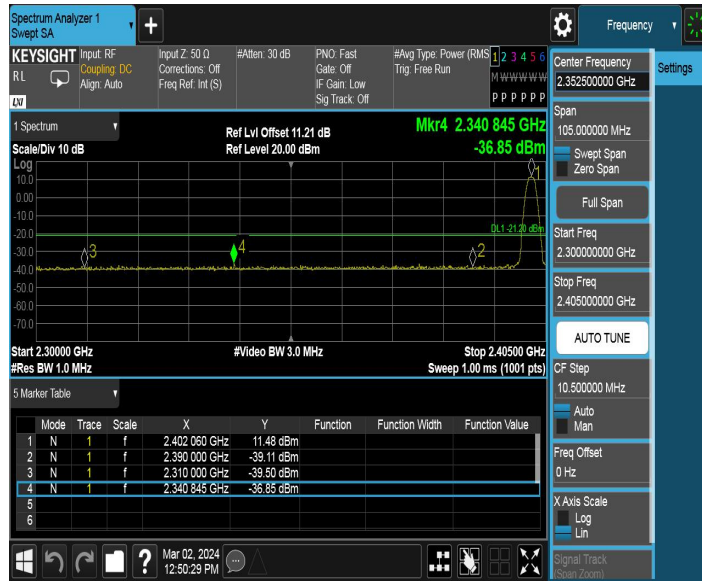 Spectrum Analyzer 1
Swept SA
+
Frequency
KEYSIGHT
RL
LXI
Input: RF
Coupling: DC
Align: Auto
Input Z: 50 Ω
Corrections: Off
Freq Ref: Int (S)
#Atten: 30 dB
PNO: Fast
Gate: Off
IF Gain: Low
Sig Track: Off
#Avg Type: Power (RMS
Trig: Free Run
1 2 3 4 5 6
M W W W W W
P P P P P P
Center Frequency
2.352500000 GHz
Settings
Span
105.000000 MHz
Swept Span
Zero Span
Full Span
Start Freq
2.300000000 GHz
Stop Freq
2.405000000 GHz
AUTO TUNE
CF Step
10.500000 MHz
Auto
Man
Freq Offset
0 Hz
X Axis Scale
Log
Lin
Signal Track
(Span Zoom)
1 Spectrum
Scale/Div 10 dB
Ref Lvl Offset 11.21 dB
Ref Level 20.00 dBm
Mkr4 2.340 845 GHz
-36.85 dBm
Log
10.0
0.00
-10.0
-20.0
-30.0
-40.0
-50.0
-60.0
-70.0
1
DL1 -21.20 dBm
3
4
2
Start 2.30000 GHz
#Res BW 1.0 MHz
#Video BW 3.0 MHz
Stop 2.40500 GHz
Sweep 1.00 ms (1001 pts)
5 Marker Table
Mode Trace Scale X Y Function Function Width Function Value
1 N 1 f 2.402 060 GHz 11.48 dBm
2 N 1 f 2.390 000 GHz -39.11 dBm
3 N 1 f 2.310 000 GHz -39.50 dBm
4 N 1 f 2.340 845 GHz -36.85 dBm
5
6
?
Mar 02, 2024
12:50:29 PM